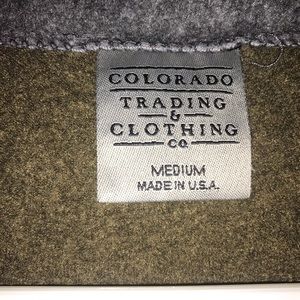 COLORADO
TRADING
&
CLOTHING
CO.
MEDIUM
MADE IN U.S.A.